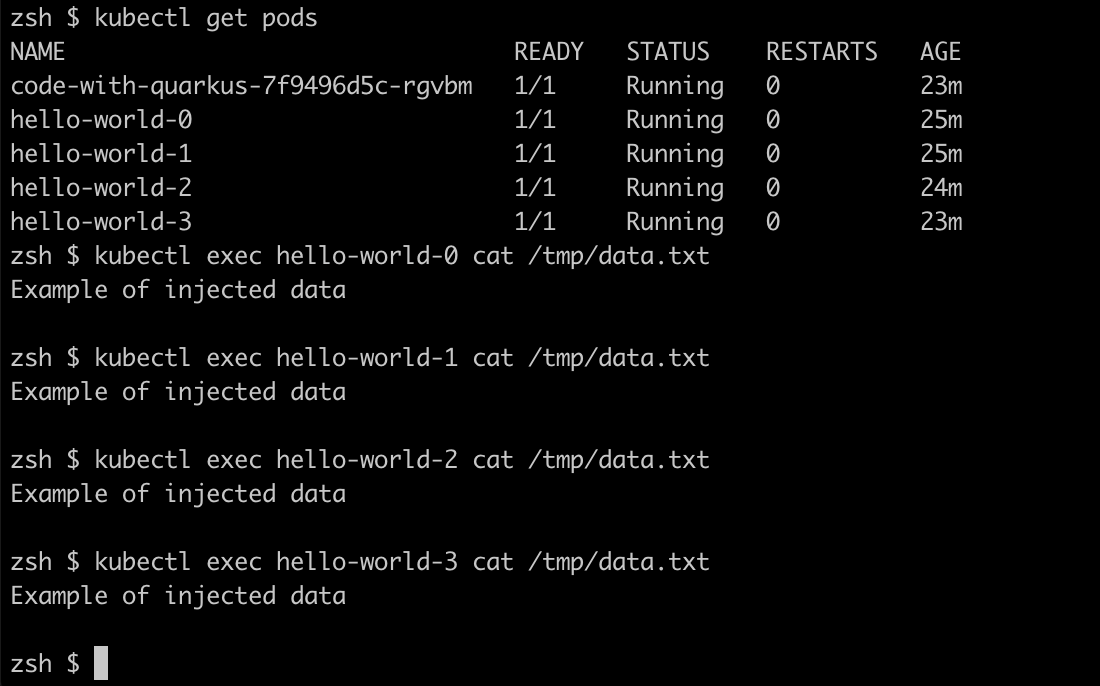 zsh $ kubectl get pods
NAME                                READY   STATUS    RESTARTS   AGE
code-with-quarkus-7f9496d5c-rgvbm   1/1     Running   0          23m
hello-world-0                       1/1     Running   0          25m
hello-world-1                       1/1     Running   0          25m
hello-world-2                       1/1     Running   0          24m
hello-world-3                       1/1     Running   0          23m
zsh $ kubectl exec hello-world-0 cat /tmp/data.txt
Example of injected data
zsh $ kubectl exec hello-world-1 cat /tmp/data.txt
Example of injected data
zsh $ kubectl exec hello-world-2 cat /tmp/data.txt
Example of injected data
zsh $ kubectl exec hello-world-3 cat /tmp/data.txt
Example of injected data
zsh $